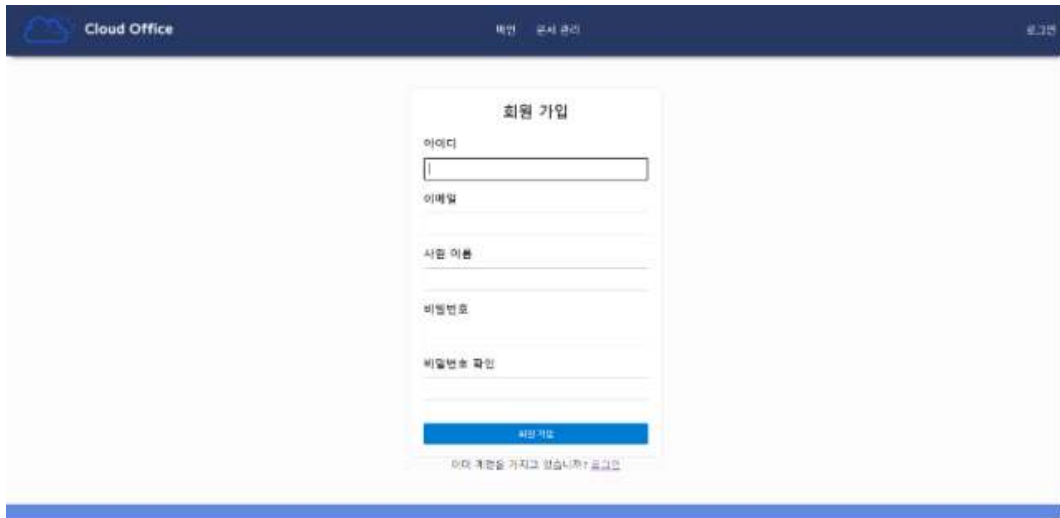 Cloud Office
메인 문서 관리
로그인
회원 가입
아이디
이메일
사원 이름
비밀번호
비밀번호 확인
회원 가입
이미 계정을 가지고 있습니까? 로그인